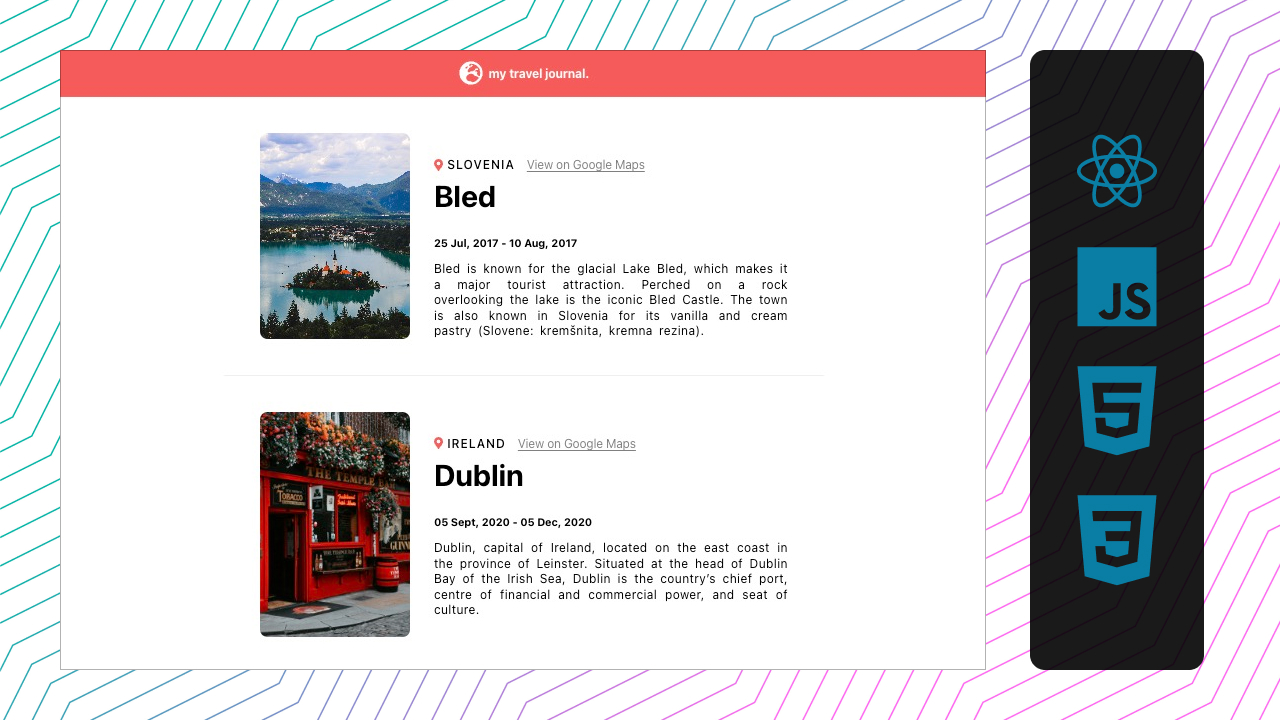 my travel journal.
SLOVENIA View on Google Maps
Bled
25 Jul, 2017 - 10 Aug, 2017
Bled is known for the glacial Lake Bled, which makes it
a major tourist attraction. Perched on a rock
overlooking the lake is the iconic Bled Castle. The town
is also known in Slovenia for its vanilla and cream
pastry (Slovene: kremšnita, kremna rezina).
THE TEMPLE BAR
TOBACCO
IRELAND View on Google Maps
Dublin
05 Sept, 2020 - 05 Dec, 2020
Dublin, capital of Ireland, located on the east coast in
the province of Leinster. Situated at the head of Dublin
Bay of the Irish Sea, Dublin is the country’s chief port,
centre of financial and commercial power, and seat of
culture.
JS